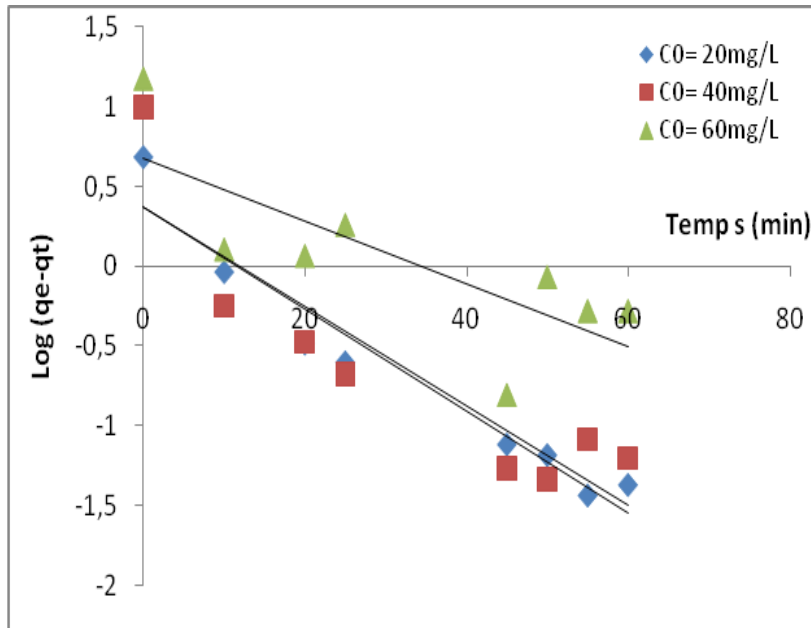 1,5
1
0,5
0
-0,5
-1
-1,5
-2
0
20
40
60
80
Log (qe-qt)
Temp s (min)
C0= 20mg/L
C0= 40mg/L
C0= 60mg/L